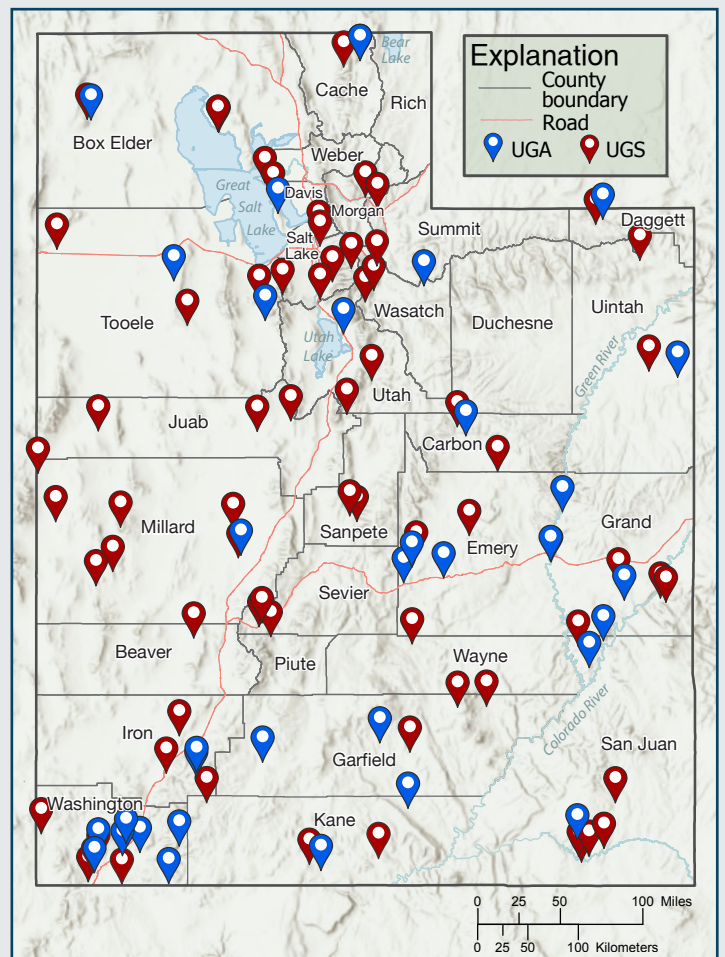 Explanation
County
boundary
Road
UGA
UGS
Bear
Lake
Cache
Rich
Box Elder
Weber
Great
Salt
Lake
Davis
Morgan
Daggett
Summit
Salt
Lake
Tooele
Wasatch
Duchesne
Uintah
Utah
Lake
Green River
Utah
Juab
Carbon
Millard
Sanpete
Emery
Grand
Sevier
Beaver
Piute
Wayne
Colorado River
Iron
Garfield
San Juan
Washington
Kane
0 25 50 100 Miles
0 25 50 100 Kilometers